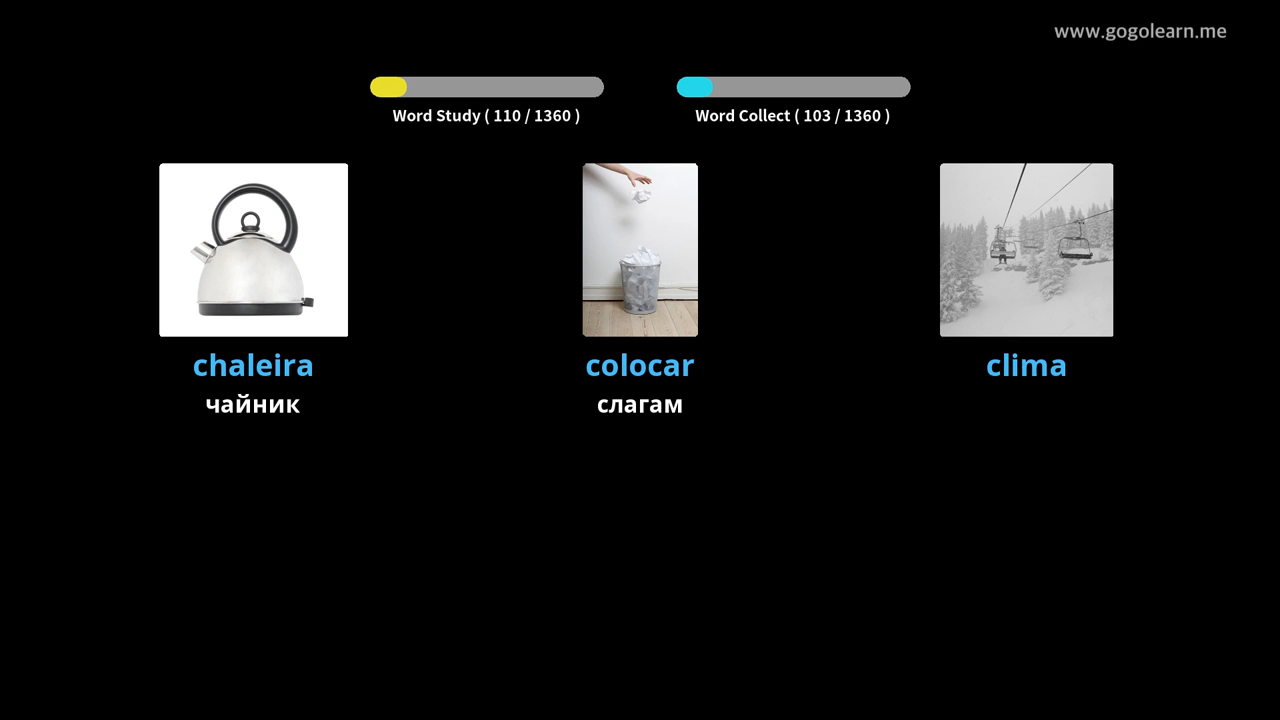 www.gogolearn.me
Word Study ( 110 / 1360 )
Word Collect ( 103 / 1360 )
chaleira
чайник
colocar
слагам
clima